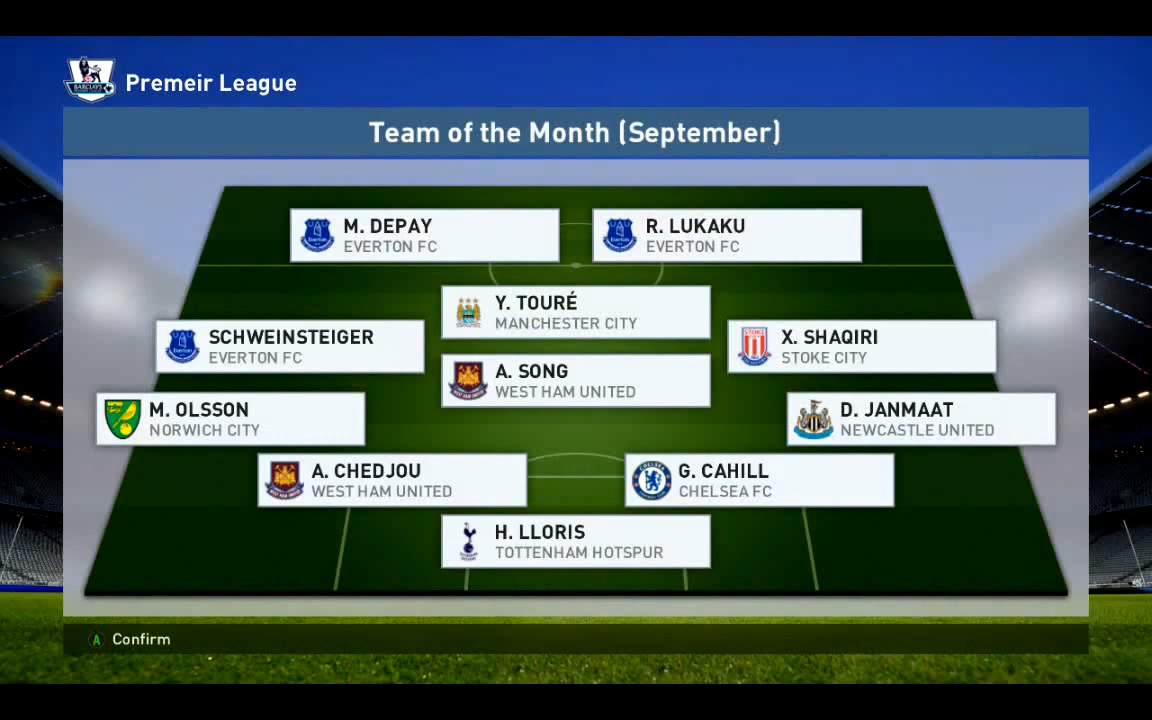 BARCLAYS
Premeir League
Team of the Month (September)
M. DEPAY
EVERTON FC
R. LUKAKU
EVERTON FC
Y. TOURÉ
MANCHESTER CITY
SCHWEINSTEIGER
EVERTON FC
X. SHAQIRI
STOKE CITY
A. SONG
WEST HAM UNITED
M. OLSSON
NORWICH CITY
D. JANMAAT
NEWCASTLE UNITED
A. CHEDJOU
WEST HAM UNITED
G. CAHILL
CHELSEA FC
H. LLORIS
TOTTENHAM HOTSPUR
A Confirm